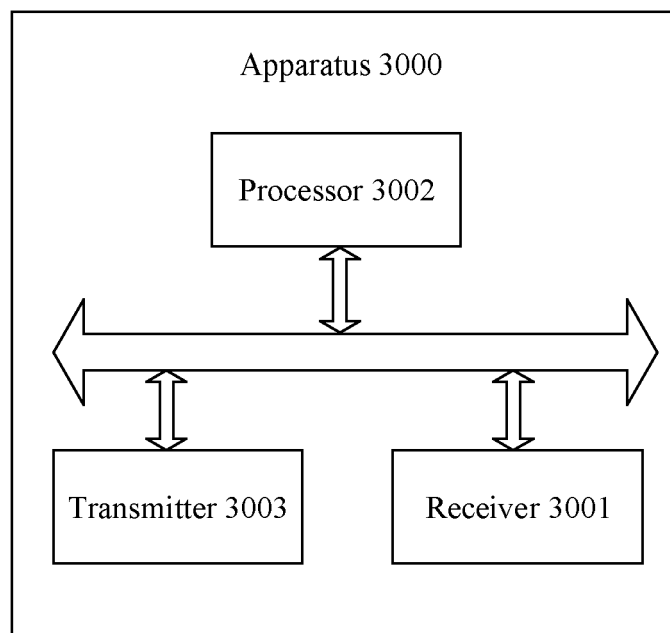 Apparatus 3000
Processor 3002
Transmitter 3003
Receiver 3001